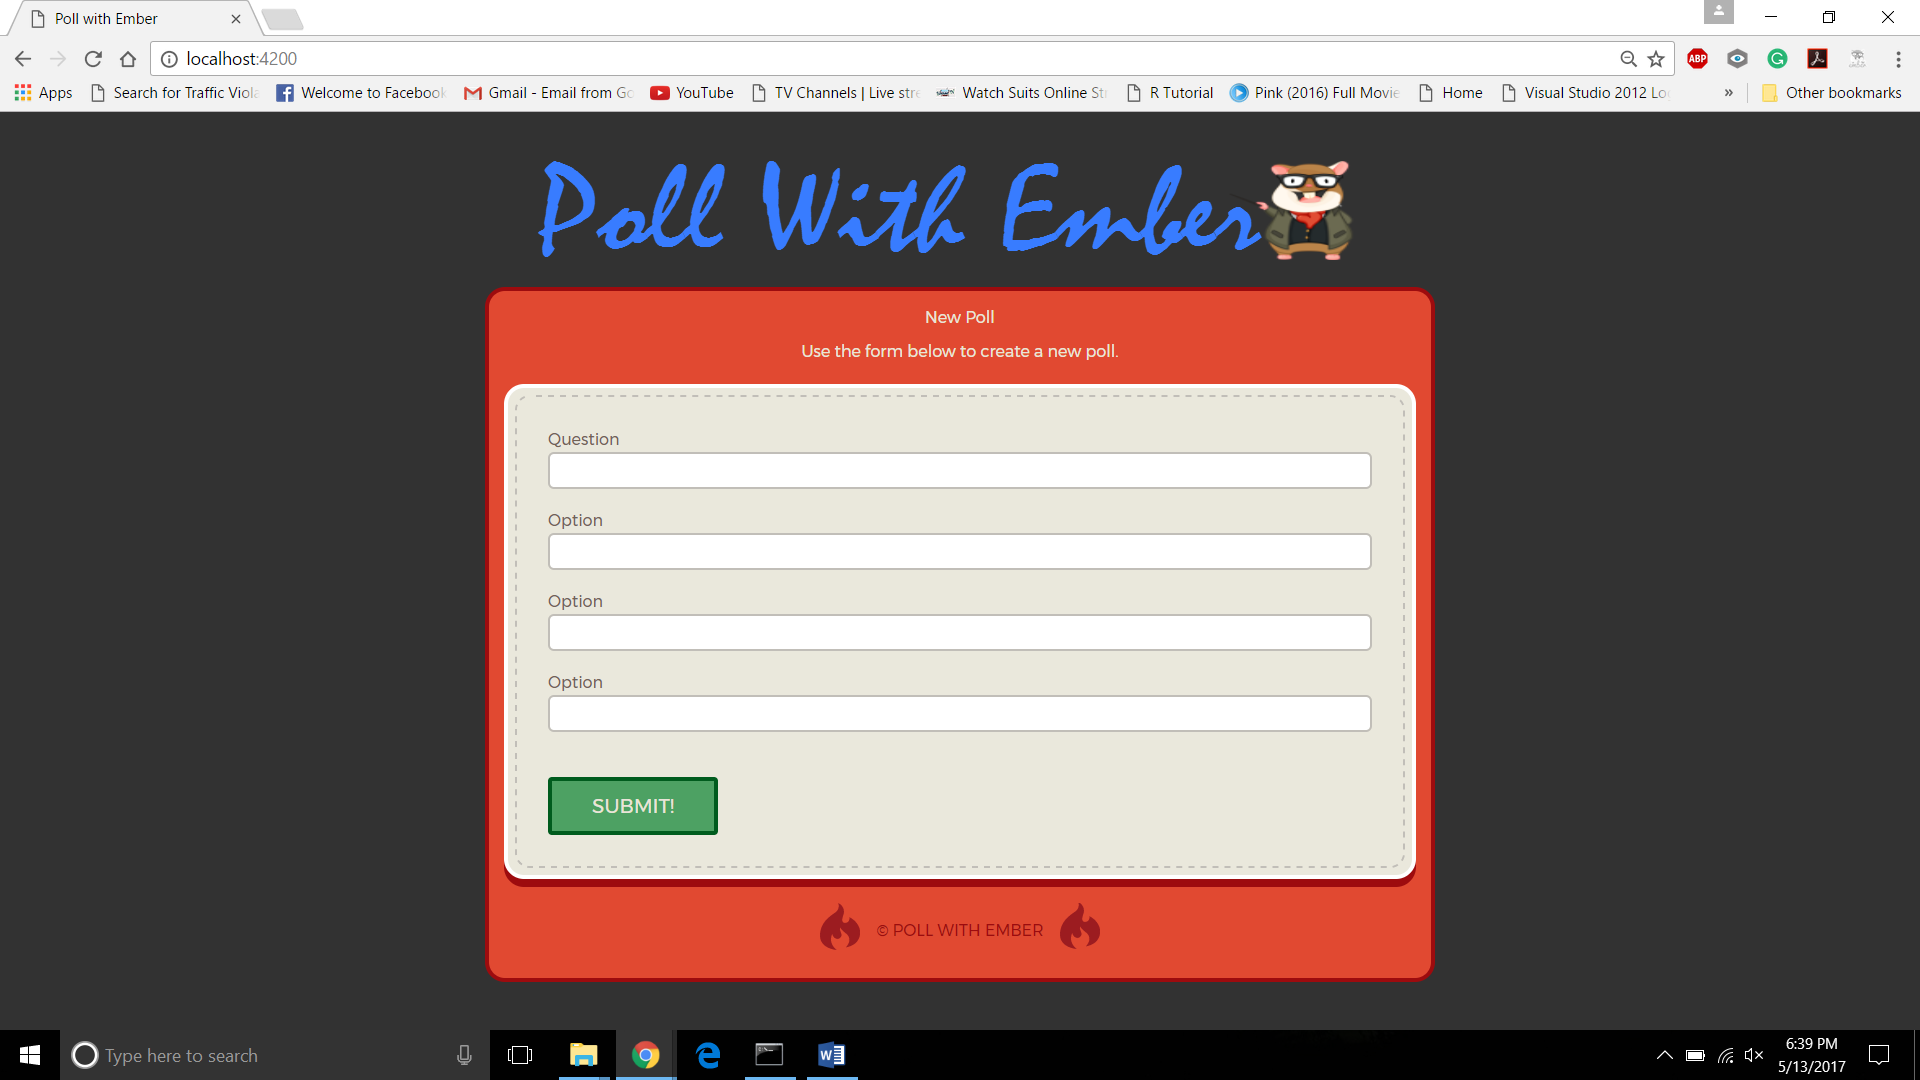 Poll with Ember
localhost:4200
ABP
Apps
Search for Traffic Viola
Welcome to Facebook
Gmail - Email from Go
YouTube
TV Channels | Live stre
Watch Suits Online Str
R Tutorial
Pink (2016) Full Movie
Home
Visual Studio 2012 Lo
»
Other bookmarks
Poll With Ember
New Poll
Use the form below to create a new poll.
Question
Option
Option
Option
SUBMIT!
© POLL WITH EMBER
Type here to search
6:39 PM
5/13/2017